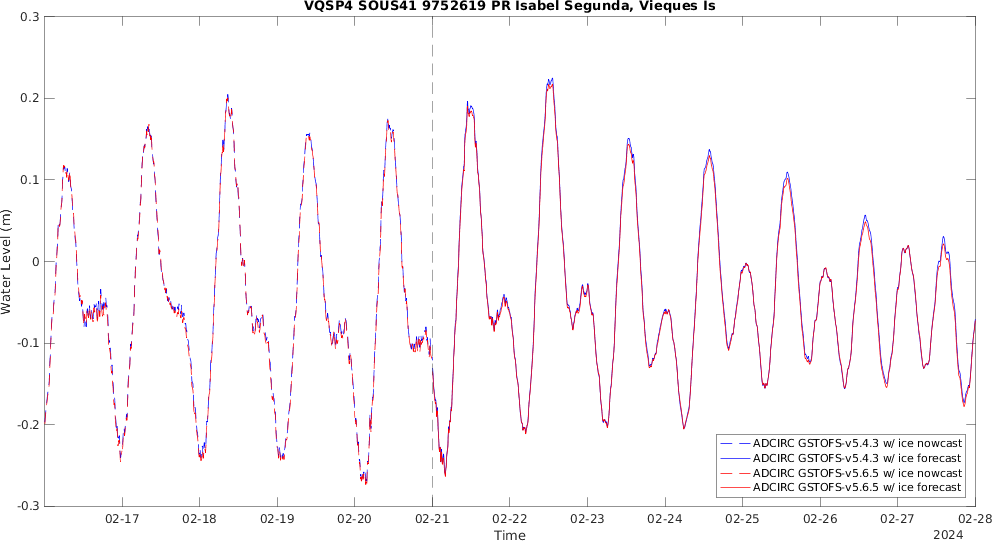 VQSP4 SOUS41 9752619 PR Isabel Segunda, Vieques Is
0.3
0.2
0.1
0
-0.1
-0.2
-0.3
Water Level (m)
ADCIRC GSTOFS-v5.4.3 w/ ice nowcast
ADCIRC GSTOFS-v5.4.3 w/ ice forecast
ADCIRC GSTOFS-v5.6.5 w/ ice nowcast
ADCIRC GSTOFS-v5.6.5 w/ ice forecast
02-17 02-18 02-19 02-20 02-21 02-22 02-23 02-24 02-25 02-26 02-27 02-28
Time
2024